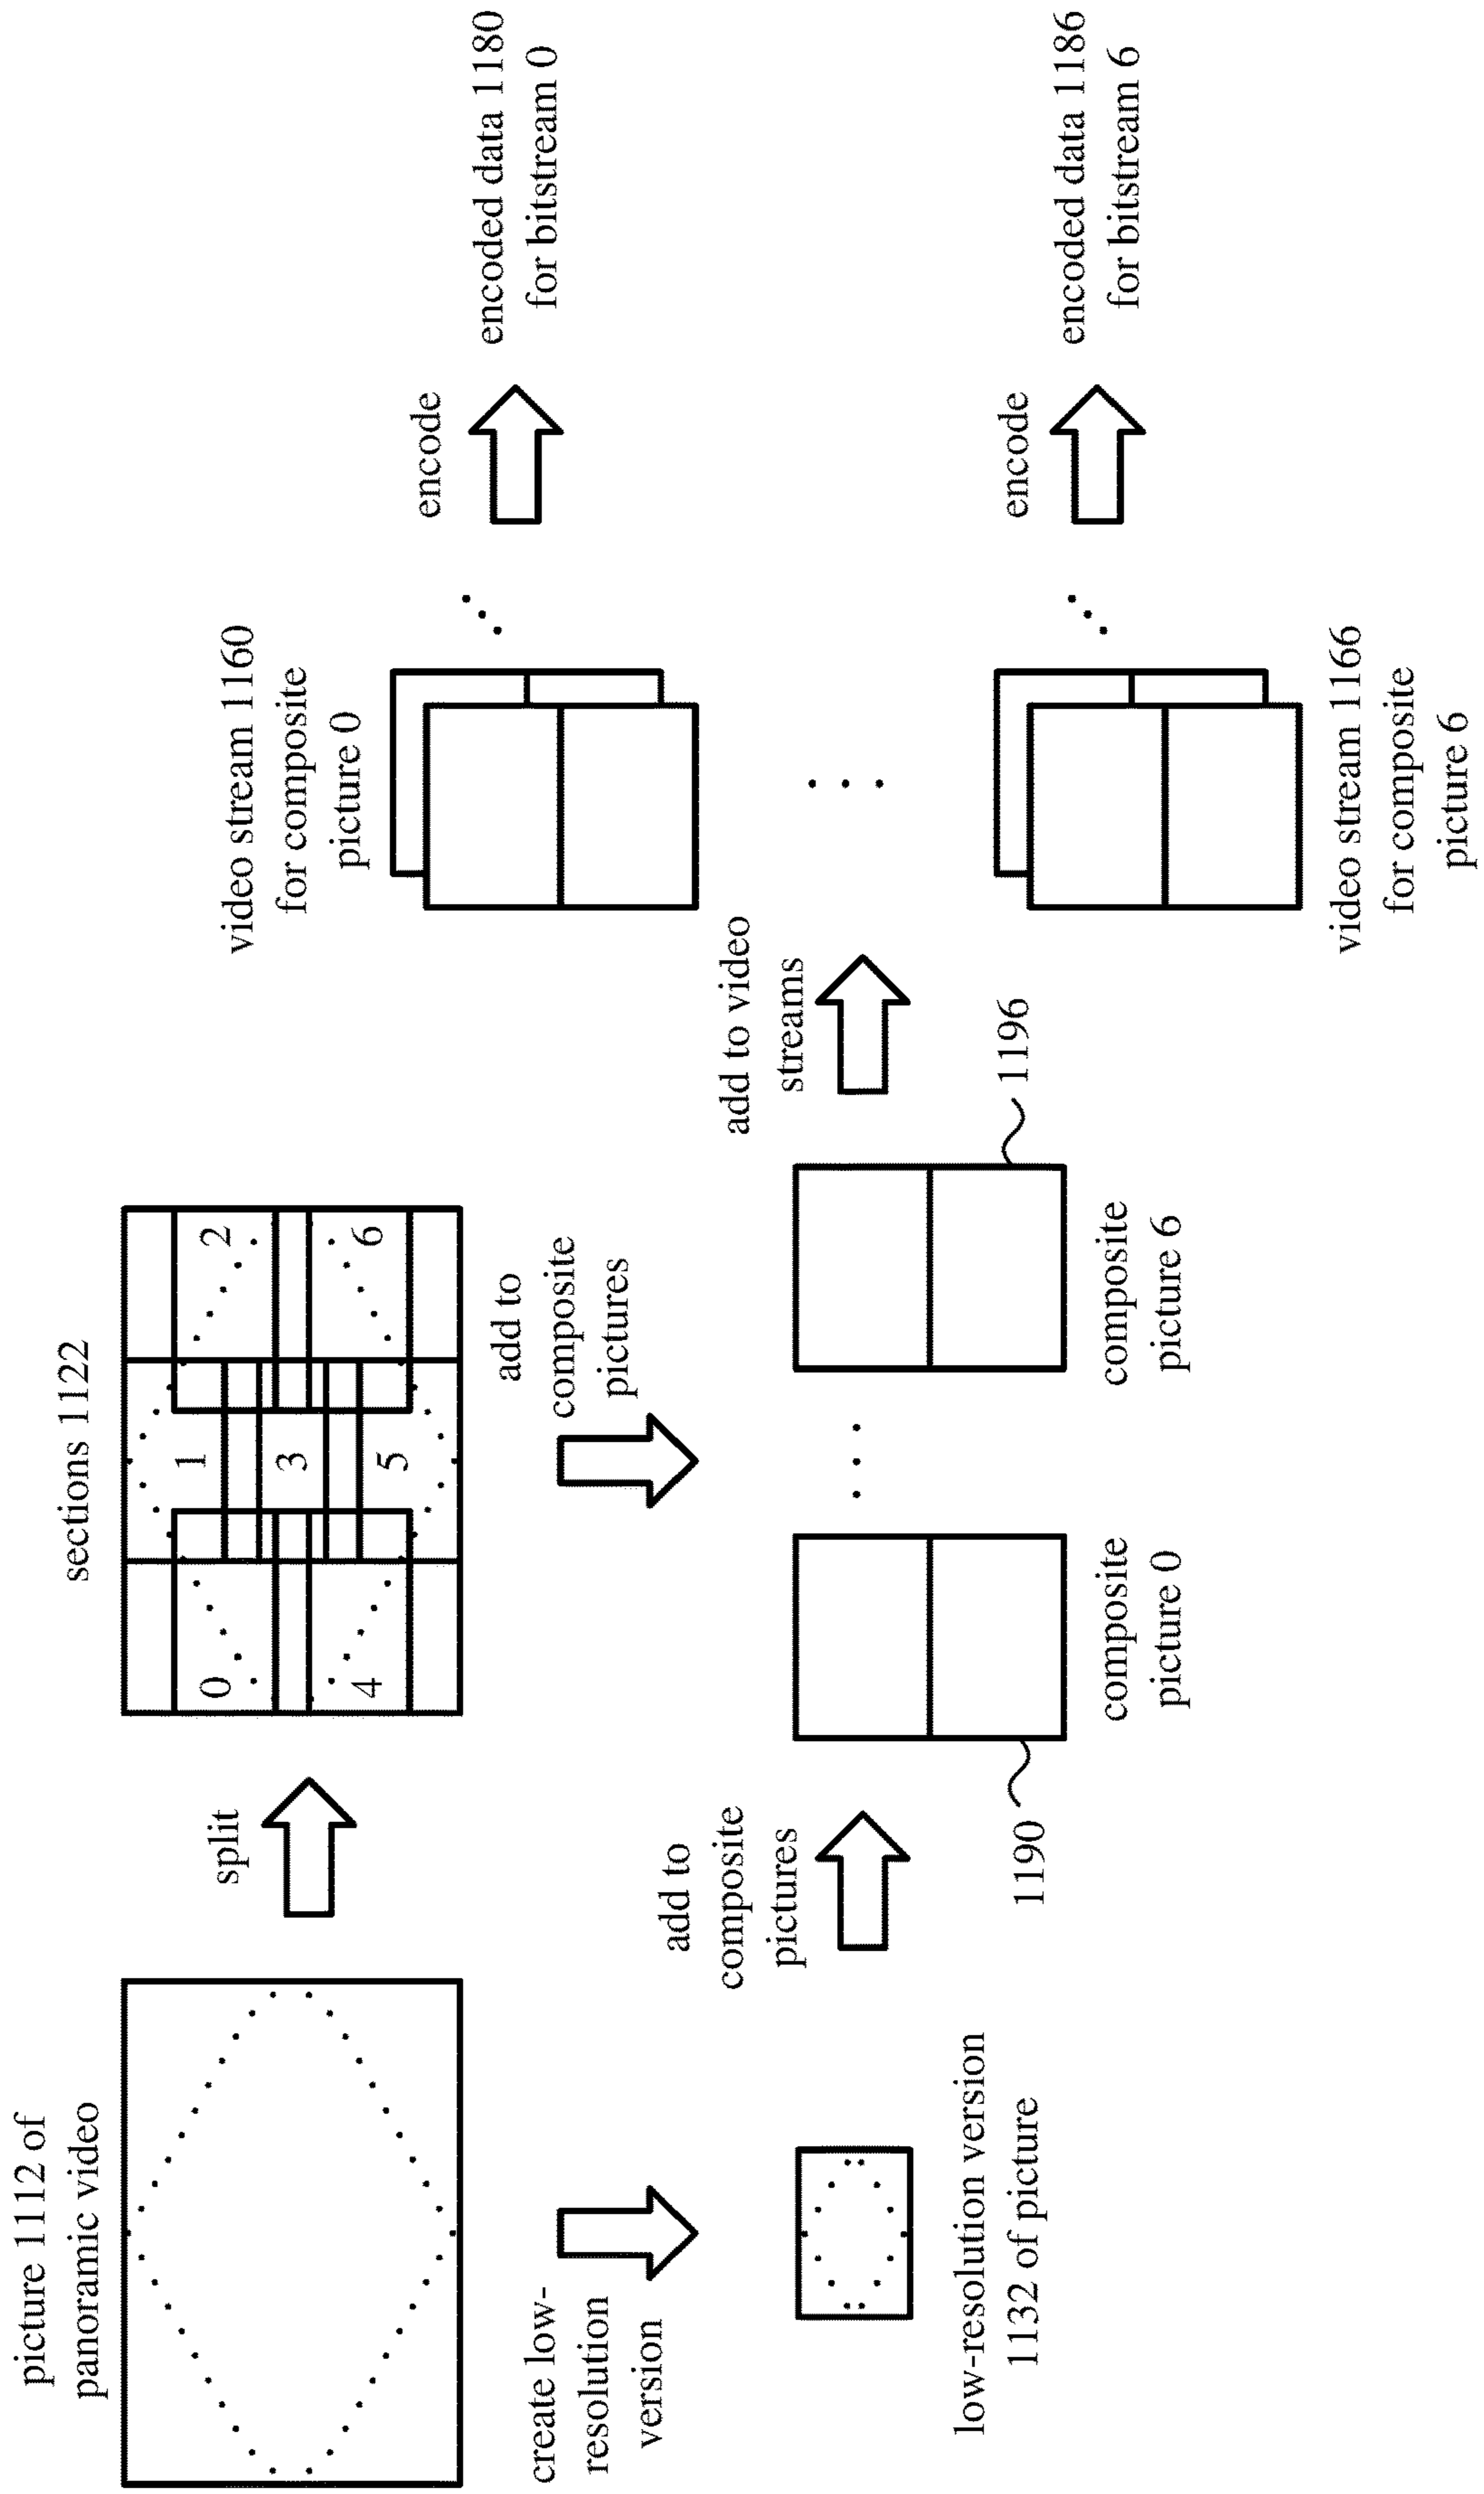 picture 1112 of
panoramic video
split
sections 1122
0
1
2
3
4
5
6
create low-
resolution
version
add to
composite
pictures
low-resolution version
1132 of picture
add to
composite
pictures
1190
composite
picture 0
composite
picture 6
1196
add to video
streams
video stream 1160
for composite
picture 0
video stream 1166
for composite
picture 6
encode
encoded data 1180
for bitstream 0
encode
encoded data 1186
for bitstream 6